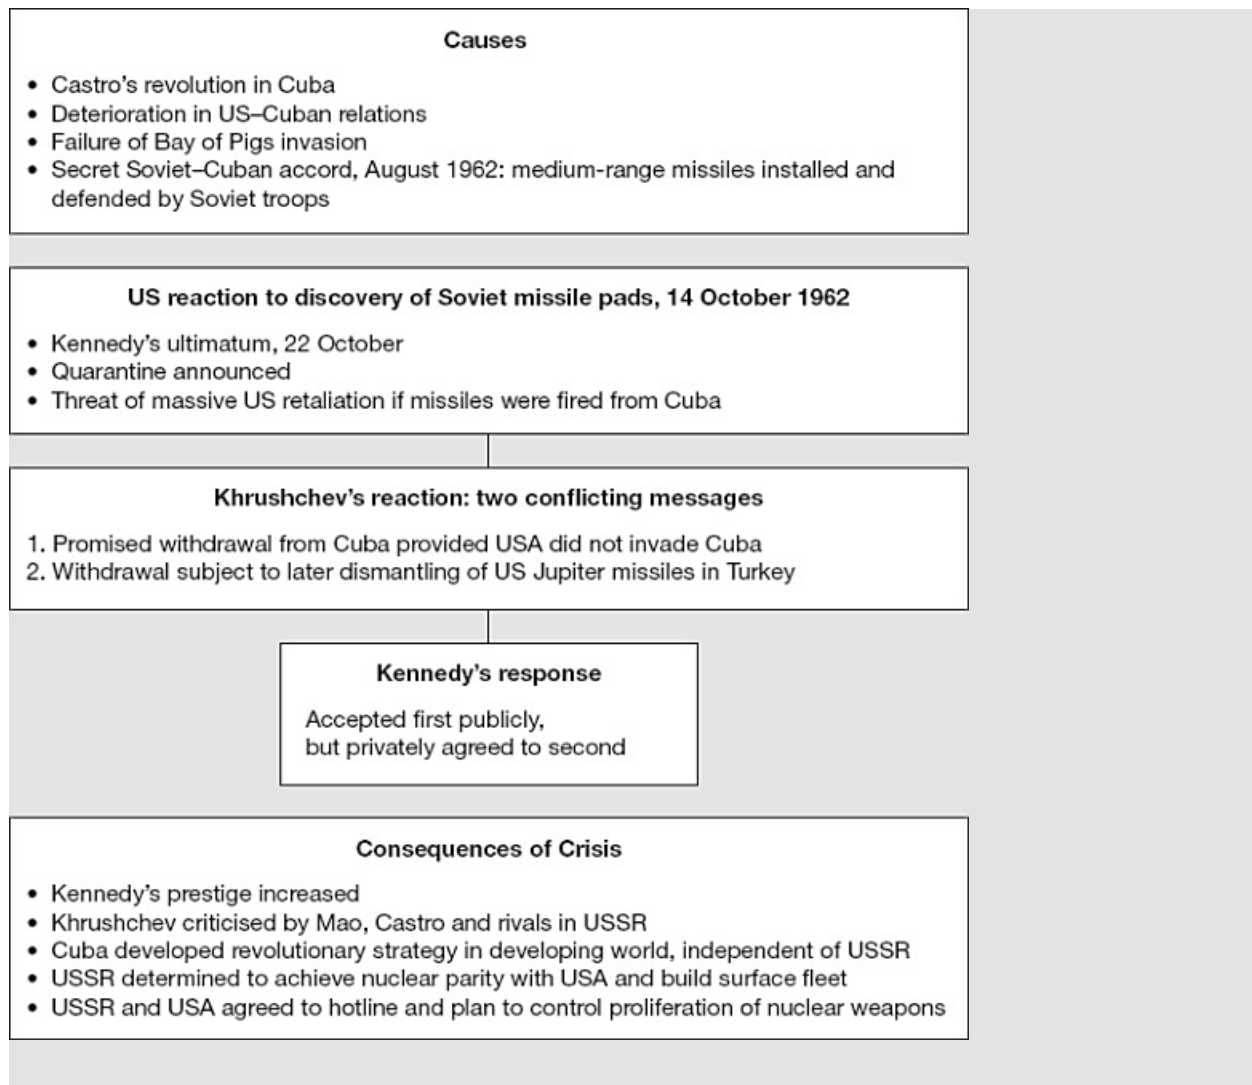 Causes
• Castro’s revolution in Cuba
• Deterioration in US–Cuban relations
• Failure of Bay of Pigs invasion
• Secret Soviet–Cuban accord, August 1962: medium-range missiles installed and
defended by Soviet troops
US reaction to discovery of Soviet missile pads, 14 October 1962
• Kennedy’s ultimatum, 22 October
• Quarantine announced
• Threat of massive US retaliation if missiles were fired from Cuba
Khrushchev’s reaction: two conflicting messages
1. Promised withdrawal from Cuba provided USA did not invade Cuba
2. Withdrawal subject to later dismantling of US Jupiter missiles in Turkey
Kennedy’s response
Accepted first publicly,
but privately agreed to second
Consequences of Crisis
• Kennedy’s prestige increased
• Khrushchev criticised by Mao, Castro and rivals in USSR
• Cuba developed revolutionary strategy in developing world, independent of USSR
• USSR determined to achieve nuclear parity with USA and build surface fleet
• USSR and USA agreed to hotline and plan to control proliferation of nuclear weapons